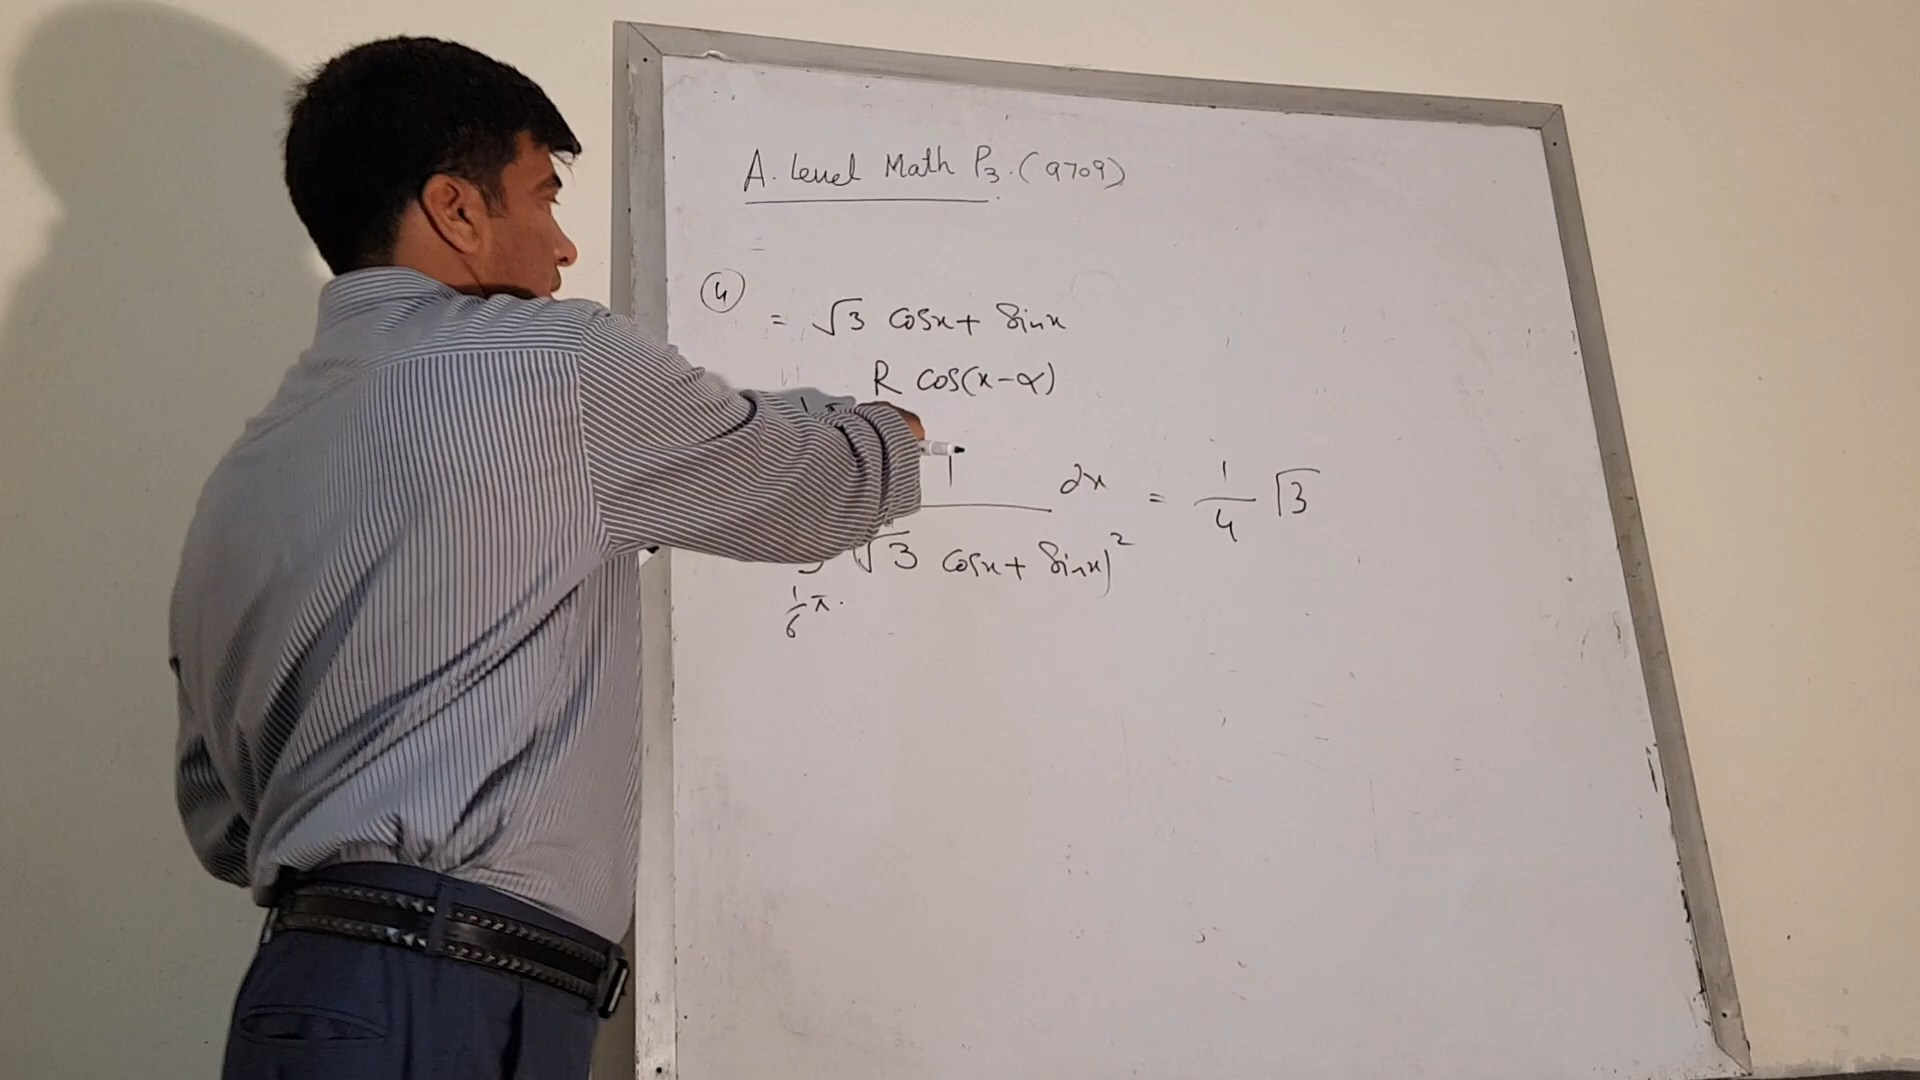 A. Level Math P3. (9709)
(4)
= √3 cosx + Sinx
R cos(x-α)
1 π
1
dx = 1/4 √3
√3 cosx + Sinx)²
1/6 π.